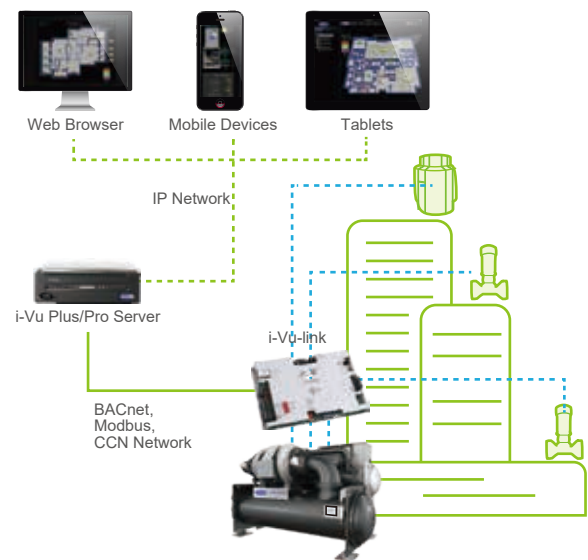 Web Browser
Mobile Devices
Tablets
IP Network
i-Vu Plus/Pro Server
i-Vu-link
BACnet,
Modbus,
CCN Network